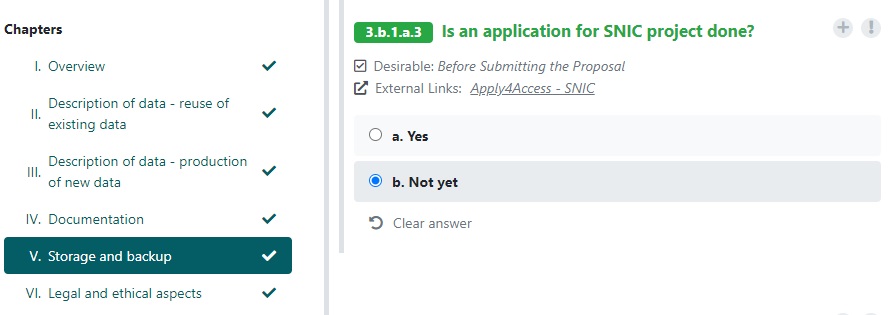 Chapters
I. Overview
II. Description of data - reuse of
existing data
III. Description of data - production
of new data
IV. Documentation
V. Storage and backup
VI. Legal and ethical aspects
3.b.1.a.3 Is an application for SNIC project done?
Desirable: Before Submitting the Proposal
External Links: Apply4Access - SNIC
a. Yes
b. Not yet
Clear answer